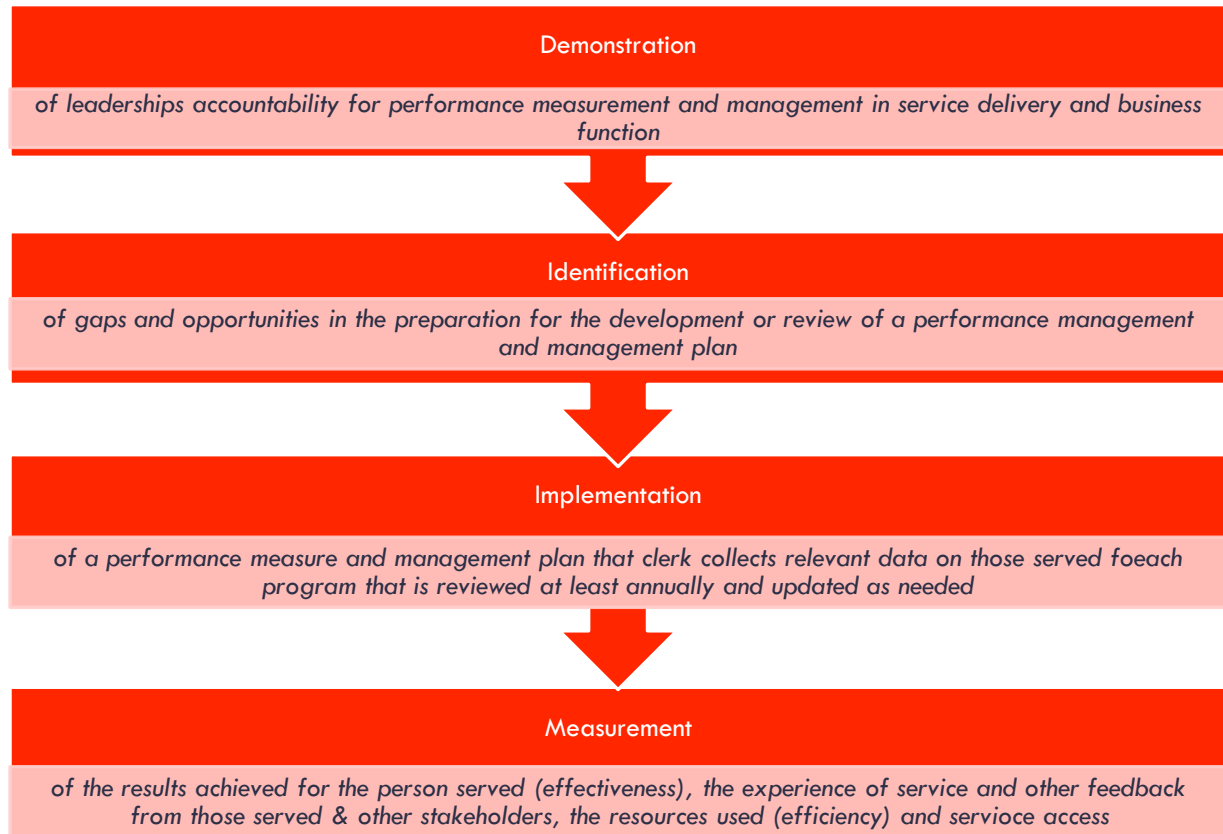 Demonstration
of leaderships accountability for performance measurement and management in service delivery and business
function
Identification
of gaps and opportunities in the preparation for the development or review of a performance management
and management plan
Implementation
of a performance measure and management plan that clerk collects relevant data on those served foeach
program that is reviewed at least annually and updated as needed
Measurement
of the results achieved for the person served (effectiveness), the experience of service and other feedback
from those served & other stakeholders, the resources used (efficiency) and servioce access